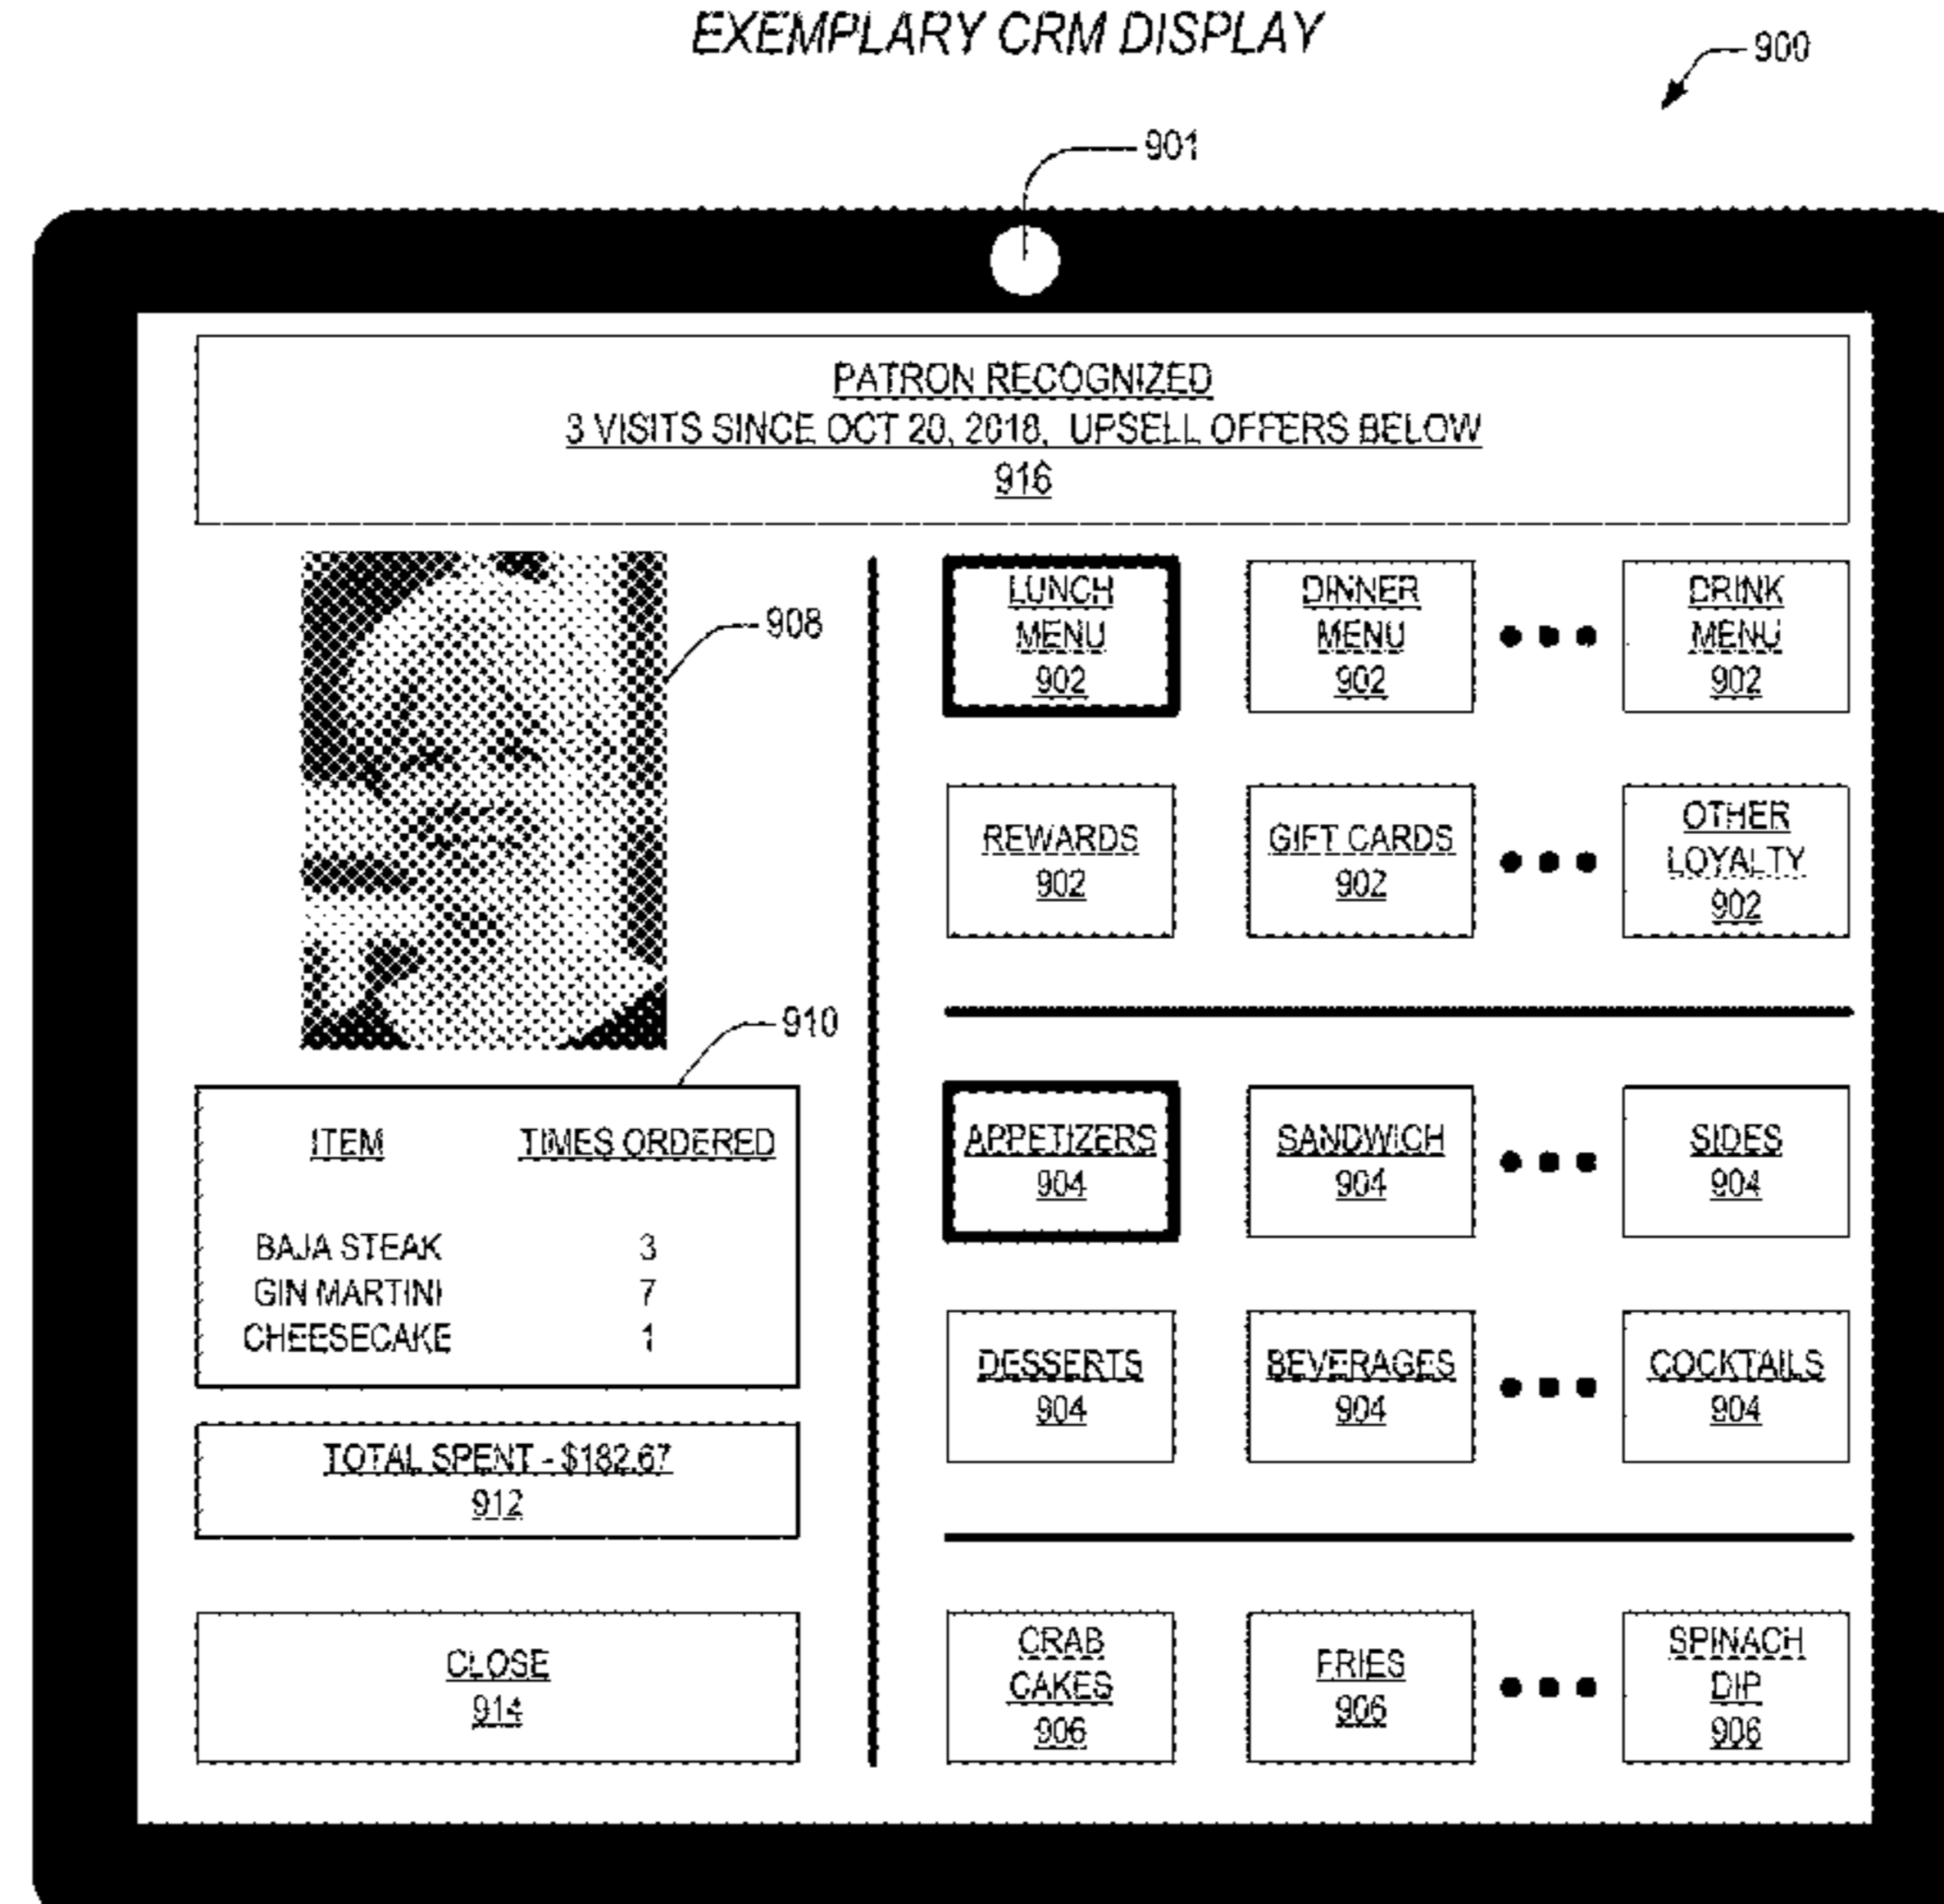 EXEMPLARY CRM DISPLAY
900
901
PATRON RECOGNIZED
3 VISITS SINCE OCT 20, 2018, UPSELL OFFERS BELOW
916
908
910
ITEM TIMES ORDERED
BAJA STEAK 3
GIN MARTINI 7
CHEESECAKE 1
TOTAL SPENT - $182.67
912
CLOSE
914
LUNCH
MENU
902
DINNER
MENU
902
DRINK
MENU
902
REWARDS
902
GIFT CARDS
902
OTHER
LOYALTY
902
APPETIZERS
904
SANDWICH
904
SIDES
904
DESSERTS
904
BEVERAGES
904
COCKTAILS
904
CRAB
CAKES
906
FRIES
906
SPINACH
DIP
906